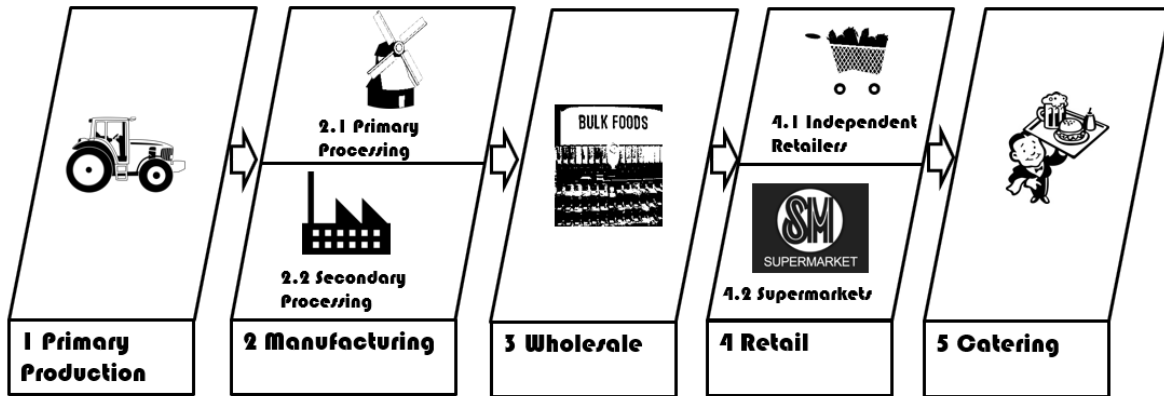 2.1 Primary
Processing
2.2 Secondary
Processing
BULK FOODS
4.1 Independent
Retailers
SM
SUPERMARKET
4.2 Supermarkets
1 Primary
Production
2 Manufacturing
3 Wholesale
4 Retail
5 Catering